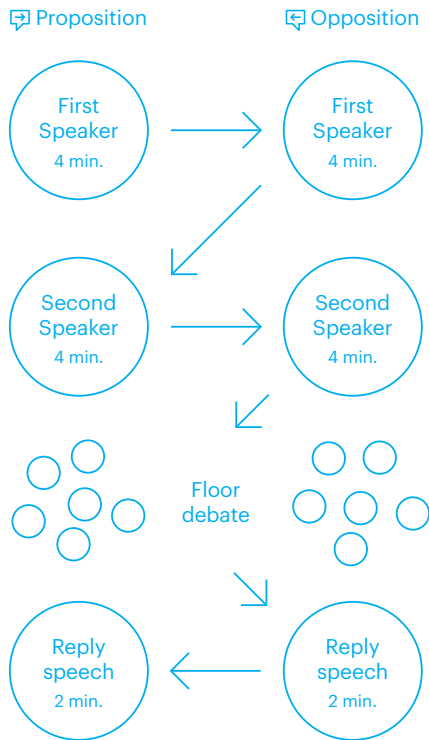 Proposition
Opposition
First
Speaker
4 min.
First
Speaker
4 min.
Second
Speaker
4 min.
Second
Speaker
4 min.
Floor
debate
Reply
speech
2 min.
Reply
speech
2 min.